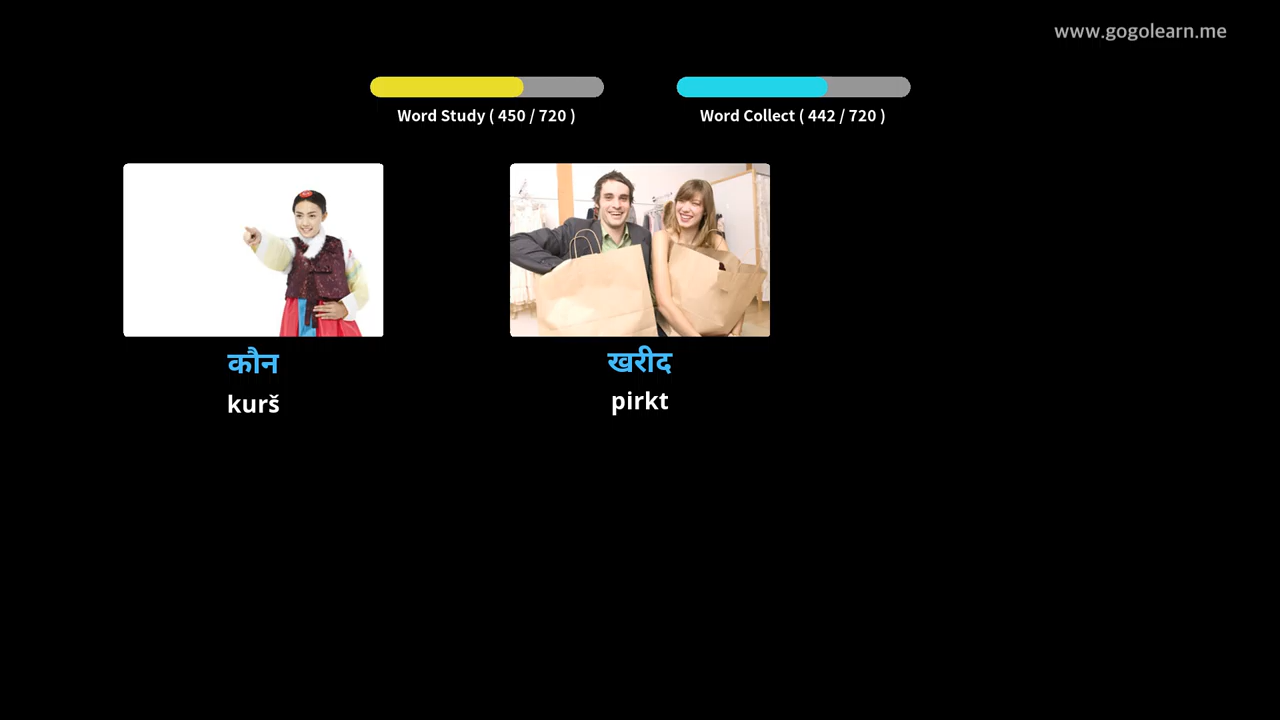 www.gogolearn.me
Word Study ( 450 / 720 )
Word Collect ( 442 / 720 )
कौन
kurš
खरीद
pirkt